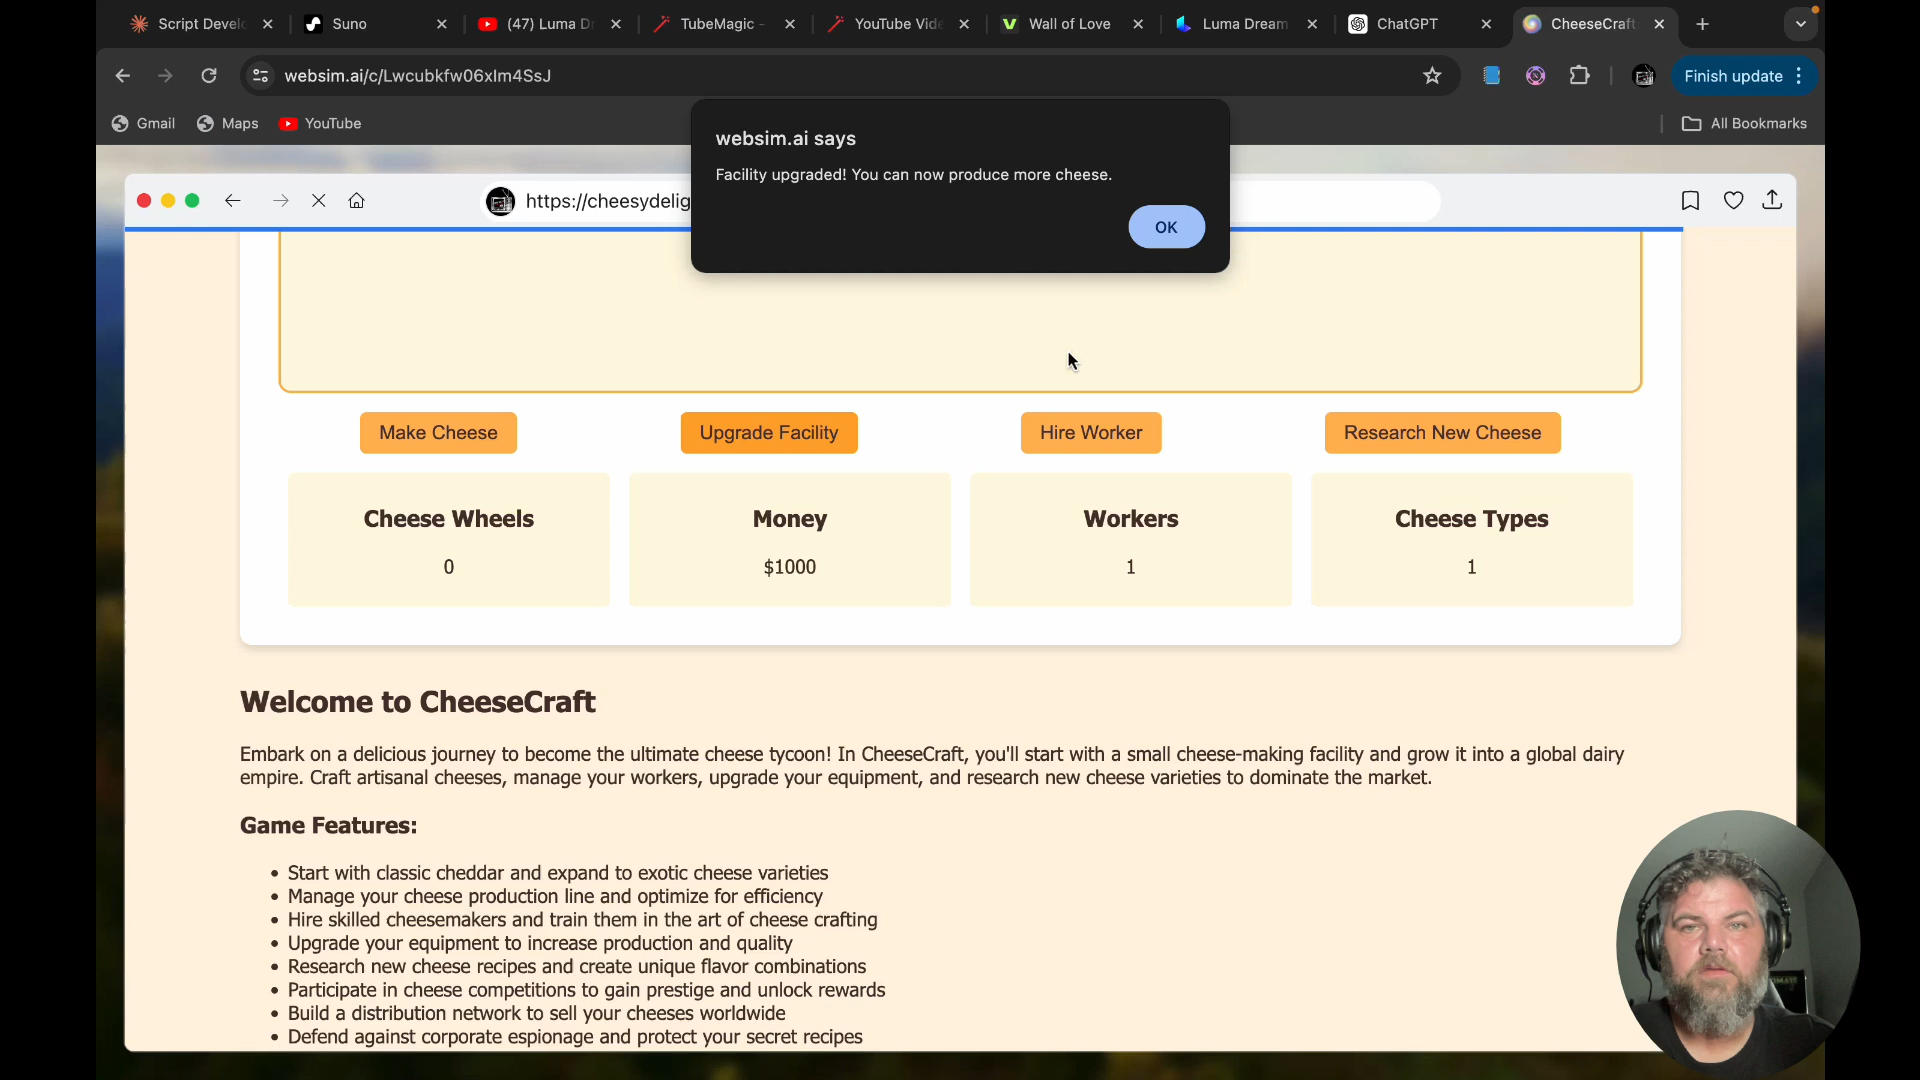 Script Devel
Suno
(47) Luma D
TubeMagic -
YouTube Vide
Wall of Love
Luma Dream
ChatGPT
CheeseCraft
websim.ai/c/Lwcubkfw06xlm4SsJ
Finish update
Gmail
Maps
YouTube
All Bookmarks
websim.ai says
Facility upgraded! You can now produce more cheese.
OK
https://cheesydelig
Make Cheese
Upgrade Facility
Hire Worker
Research New Cheese
Cheese Wheels
0
Money
$1000
Workers
1
Cheese Types
1
Welcome to CheeseCraft
Embark on a delicious journey to become the ultimate cheese tycoon! In CheeseCraft, you'll start with a small cheese-making facility and grow it into a global dairy
empire. Craft artisanal cheeses, manage your workers, upgrade your equipment, and research new cheese varieties to dominate the market.
Game Features:
• Start with classic cheddar and expand to exotic cheese varieties
• Manage your cheese production line and optimize for efficiency
• Hire skilled cheesemakers and train them in the art of cheese crafting
• Upgrade your equipment to increase production and quality
• Research new cheese recipes and create unique flavor combinations
• Participate in cheese competitions to gain prestige and unlock rewards
• Build a distribution network to sell your cheeses worldwide
• Defend against corporate espionage and protect your secret recipes